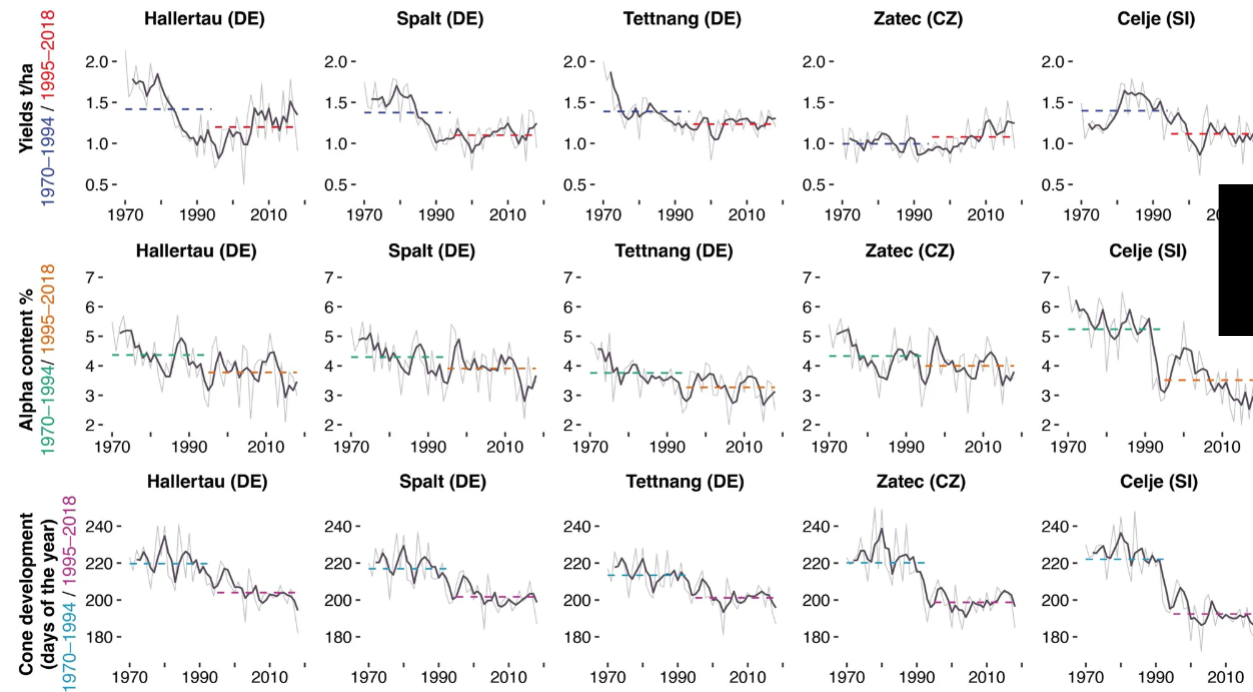 Hallertau (DE) Spalt (DE) Tettnang (DE) Zatec (CZ) Celje (SI)
Yields t/ha
1970–1994 / 1995–2018
2.0 2.0 2.0 2.0 2.0
1.5 1.5 1.5 1.5 1.5
1.0 1.0 1.0 1.0 1.0
0.5 0.5 0.5 0.5 0.5
1970 1990 2010 1970 1990 2010 1970 1990 2010 1970 1990 2010 1970 1990
Hallertau (DE) Spalt (DE) Tettnang (DE) Zatec (CZ) Celje (SI)
Alpha content %
1970–1994/ 1995–2018
7 7 7 7 7
6 6 6 6 6
5 5 5 5 5
4 4 4 4 4
3 3 3 3 3
2 2 2 2 2
1970 1990 2010 1970 1990 2010 1970 1990 2010 1970 1990 2010 1970 1990 2010
Hallertau (DE) Spalt (DE) Tettnang (DE) Zatec (CZ) Celje (SI)
Cone development
(days of the year)
1970–1994 / 1995–2018
240 240 240 240 240
220 220 220 220 220
200 200 200 200 200
180 180 180 180 180
1970 1990 2010 1970 1990 2010 1970 1990 2010 1970 1990 2010 1970 1990 2010